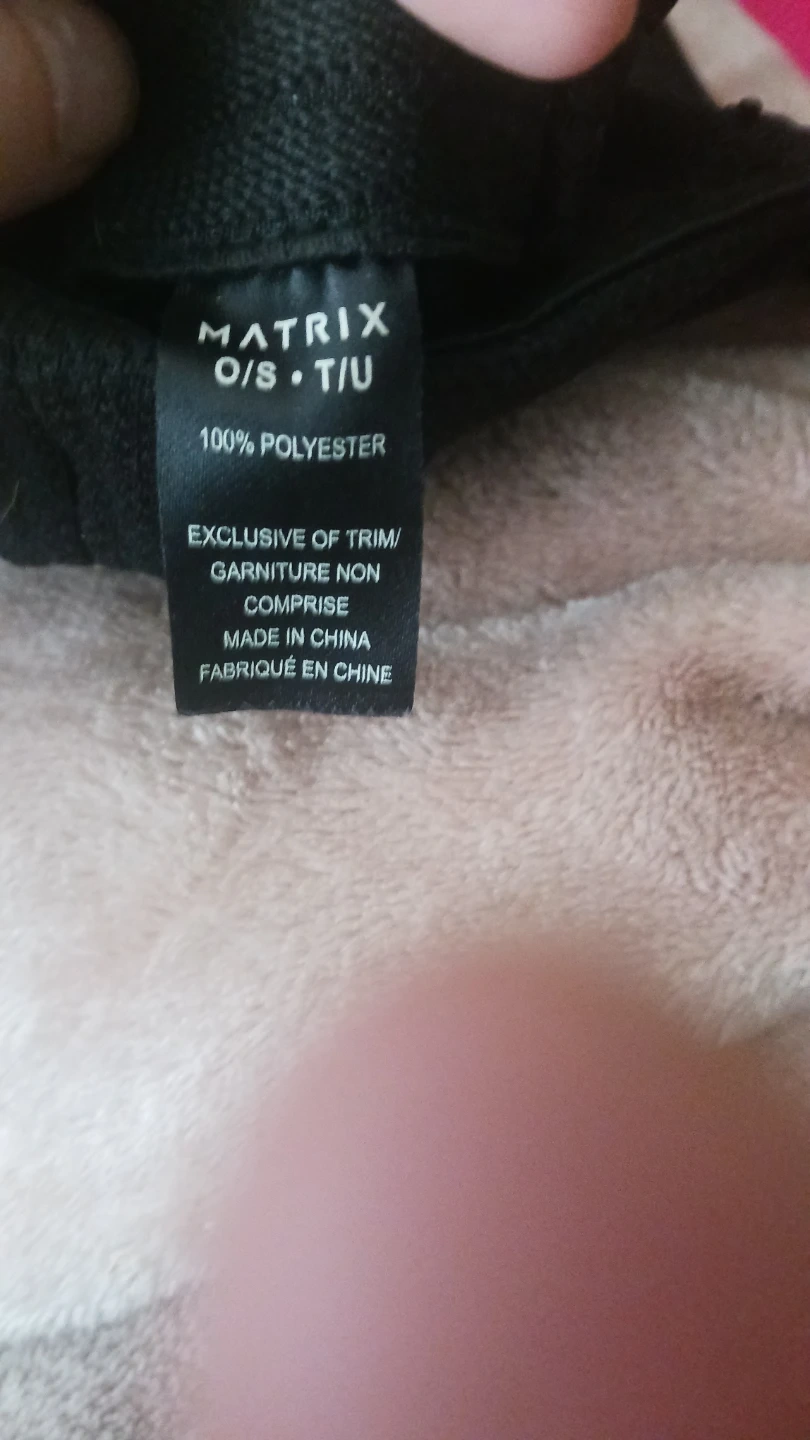 MATRIX
O/S • T/U
100% POLYESTER
EXCLUSIVE OF TRIM/
GARNITURE NON
COMPRISE
MADE IN CHINA
FABRIQUÉ EN CHINE